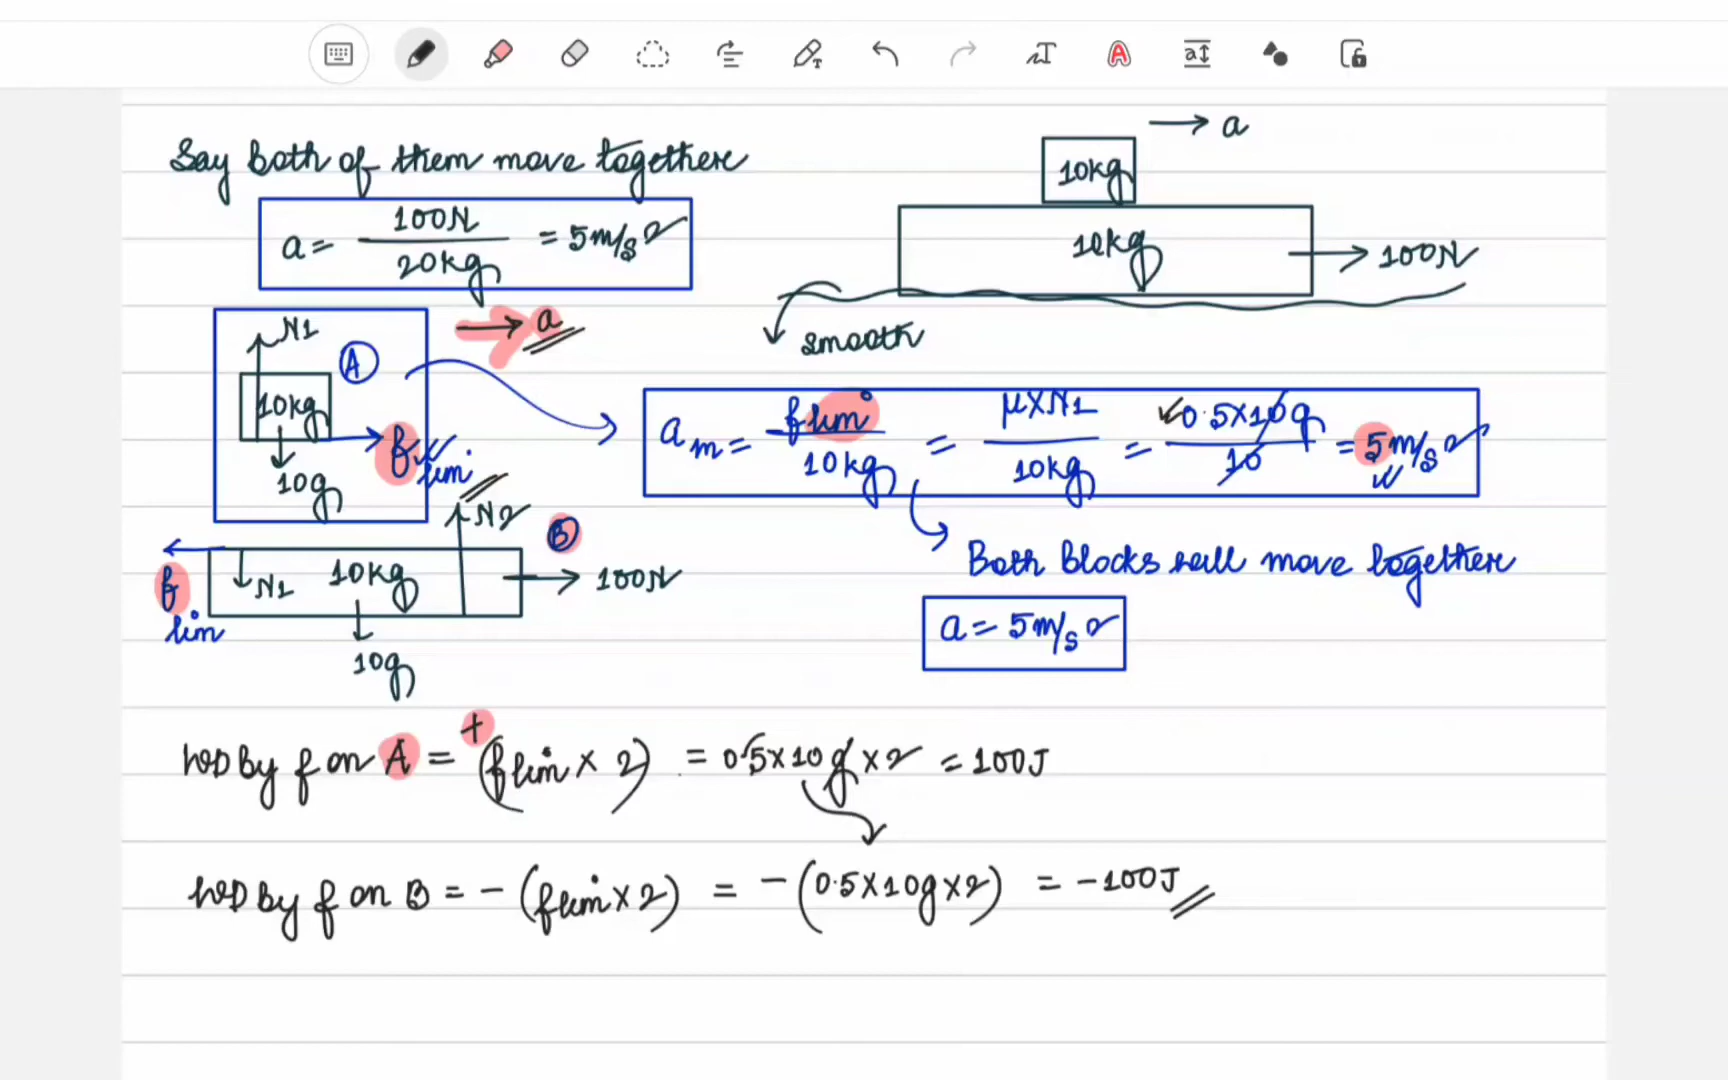 Say both of them move together
a = 100N / 20kg = 5m/s2
→ a
10kg
10kg → 100N
smooth
N1
A
10kg
f lim
10g
→ a
am = f lim / 10kg = μ×N1 / 10kg = 0.5×10g / 10 = 5m/s2
N2
B
f lim
N1
10kg
→ 100N
10g
Both blocks will move together
a = 5m/s2
WD by f on A = +(f lim × 2) = 0.5×10g×2 = 100J
WD by f on B = -(f lim × 2) = -(0.5×10g×2) = -100J